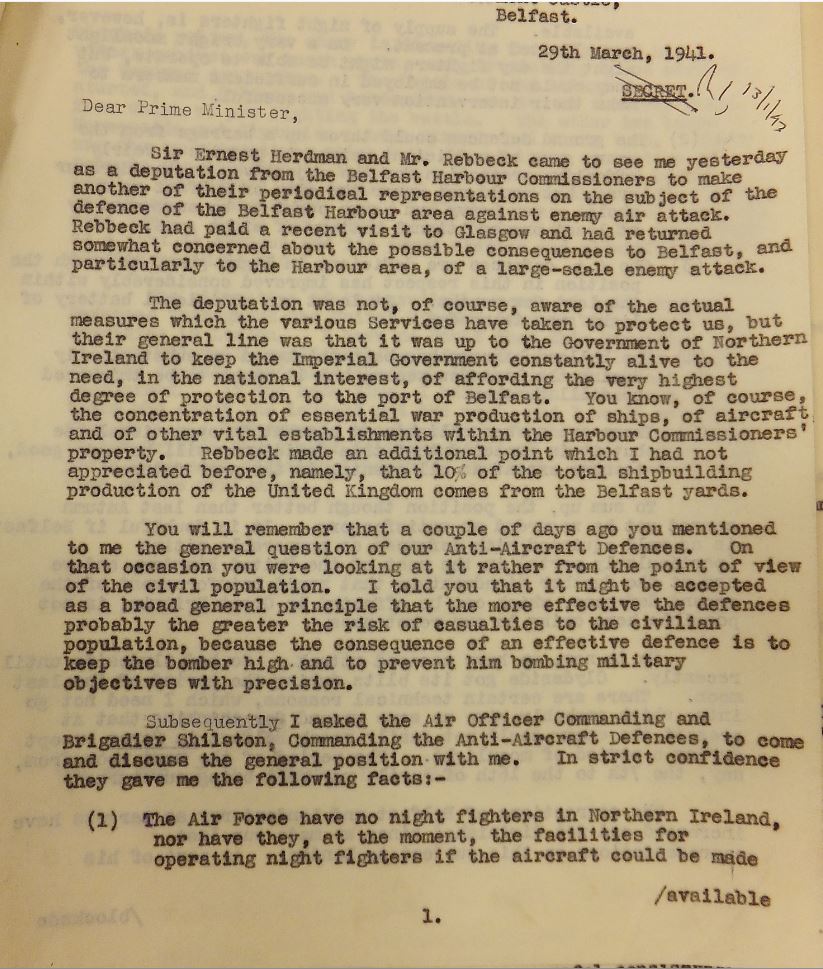 Belfast.
29th March, 1941.
SECRET.
13/1/43
Dear Prime Minister,
Sir Ernest Herdman and Mr. Rebbeck came to see me yesterday
as a deputation from the Belfast Harbour Commissioners to make
another of their periodical representations on the subject of the
defence of the Belfast Harbour area against enemy air attack.
Rebbeck had paid a recent visit to Glasgow and had returned
somewhat concerned about the possible consequences to Belfast, and
particularly to the Harbour area, of a large-scale enemy attack.
The deputation was not, of course, aware of the actual
measures which the various Services have taken to protect us, but
their general line was that it was up to the Government of Northern
Ireland to keep the Imperial Government constantly alive to the
need, in the national interest, of affording the very highest
degree of protection to the port of Belfast. You know, of course,
the concentration of essential war production of ships, of aircraft
and of other vital establishments within the Harbour Commissioners'
property. Rebbeck made an additional point which I had not
appreciated before, namely, that 10% of the total shipbuilding
production of the United Kingdom comes from the Belfast yards.
You will remember that a couple of days ago you mentioned
to me the general question of our Anti-Aircraft Defences. On
that occasion you were looking at it rather from the point of view
of the civil population. I told you that it might be accepted
as a broad general principle that the more effective the defences
probably the greater the risk of casualties to the civilian
population, because the consequence of an effective defence is to
keep the bomber high and to prevent him bombing military
objectives with precision.
Subsequently I asked the Air Officer Commanding and
Brigadier Shilston, Commanding the Anti-Aircraft Defences, to come
and discuss the general position with me. In strict confidence
they gave me the following facts:-
(1) The Air Force have no night fighters in Northern Ireland,
nor have they, at the moment, the facilities for
operating night fighters if the aircraft could be made
/available
1.